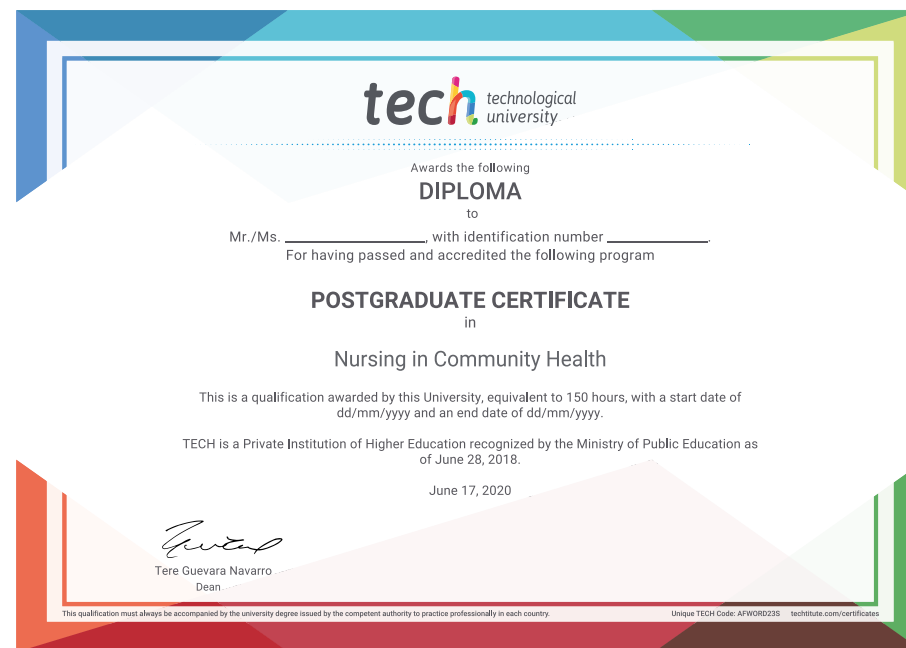 tech technological
university
Awards the following
DIPLOMA
to
Mr./Ms. ____________________, with identification number ______________.
For having passed and accredited the following program
POSTGRADUATE CERTIFICATE
in
Nursing in Community Health
This is a qualification awarded by this University, equivalent to 150 hours, with a start date of
dd/mm/yyyy and an end date of dd/mm/yyyy.
TECH is a Private Institution of Higher Education recognized by the Ministry of Public Education as
of June 28, 2018.
June 17, 2020
Tere Guevara Navarro
Dean
This qualification must always be accompanied by the university degree issued by the competent authority to practice professionally in each country. Unique TECH Code: AFWORD23S techtitute.com/certificates